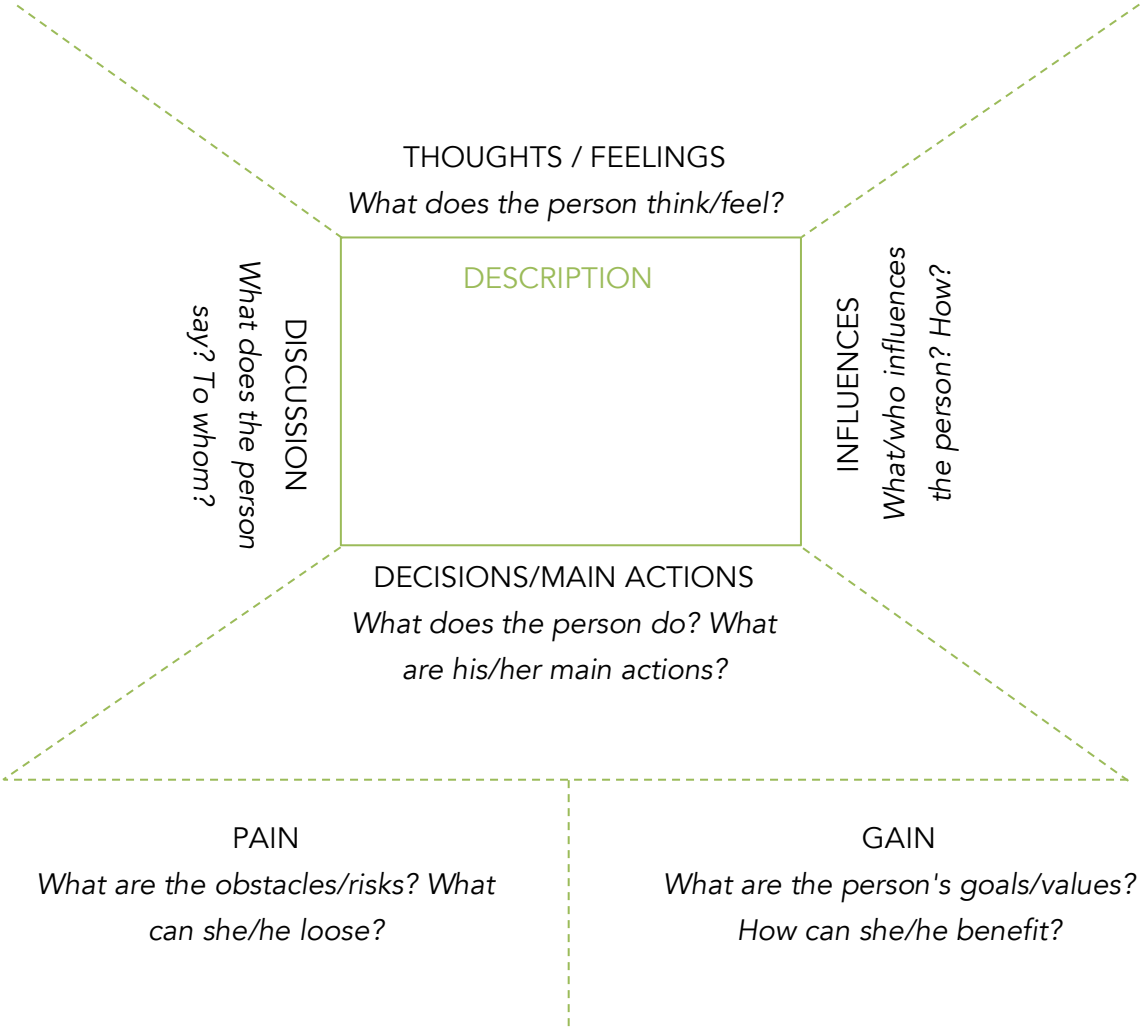 THOUGHTS / FEELINGS
What does the person think/feel?
DESCRIPTION
DISCUSSION
What does the person
say? To whom?
INFLUENCES
What/who influences
the person? How?
DECISIONS/MAIN ACTIONS
What does the person do? What
are his/her main actions?
PAIN
What are the obstacles/risks? What
can she/he loose?
GAIN
What are the person's goals/values?
How can she/he benefit?